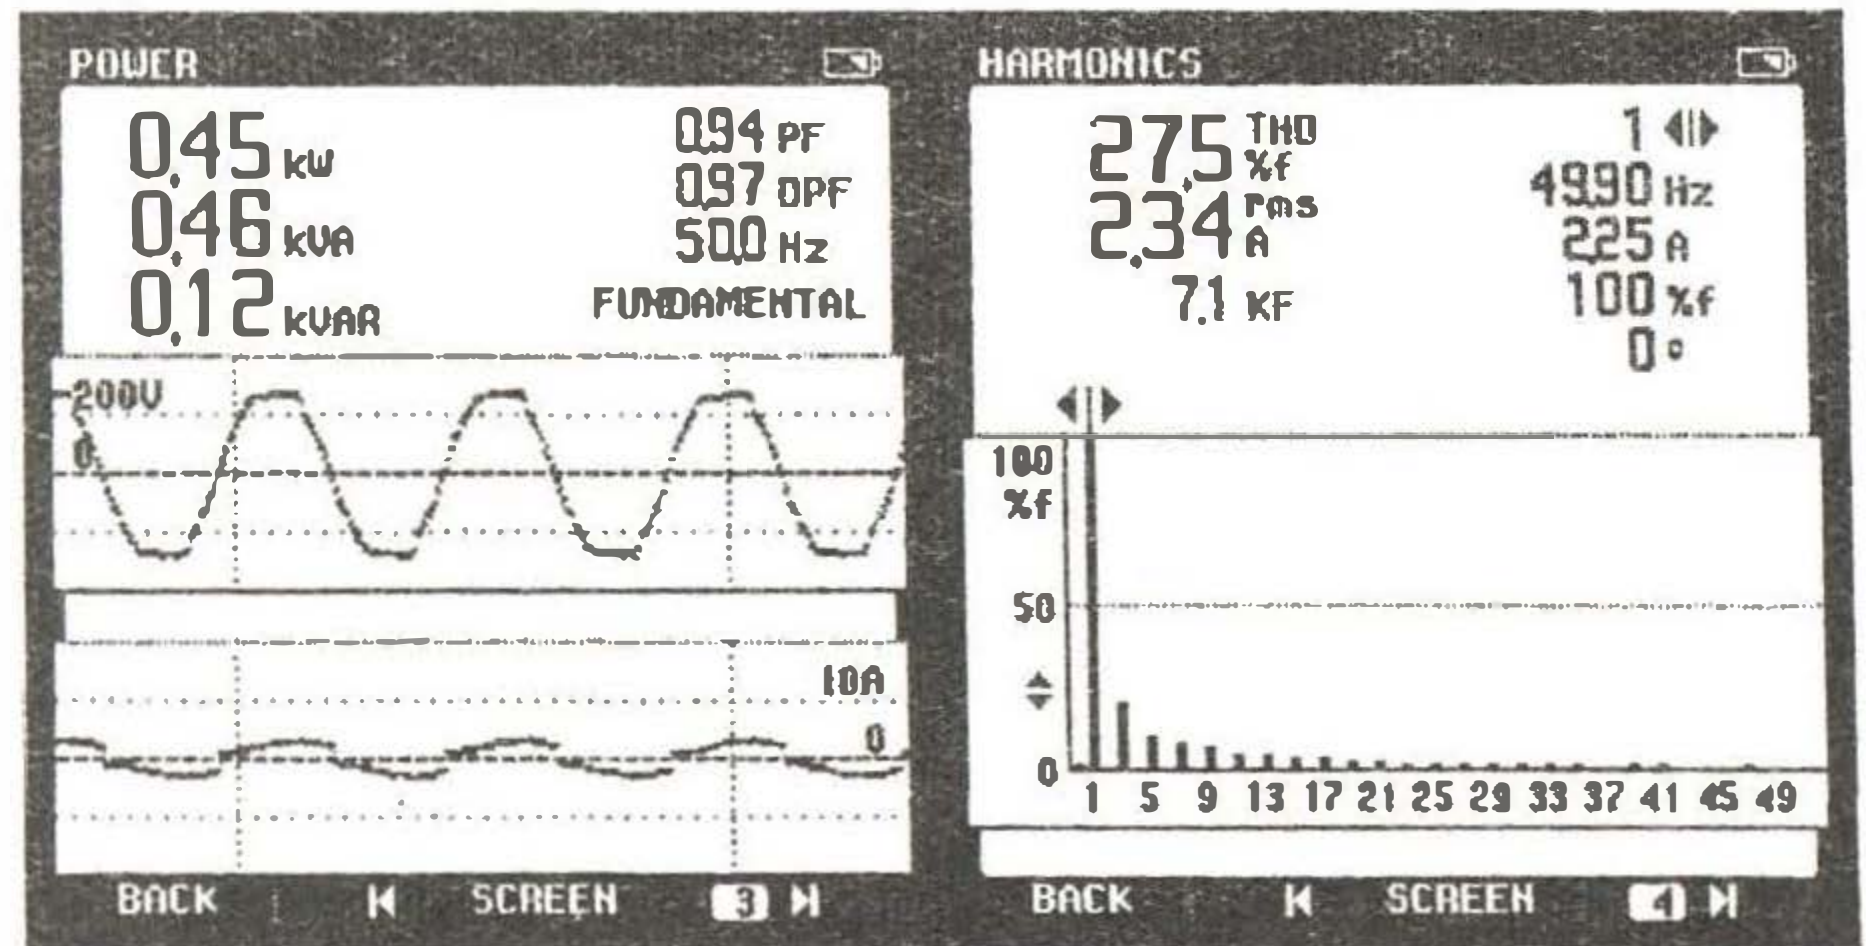 POWER
0,45 kW
0,46 kVA
0,12 kVAR
0,94 PF
0,97 DPF
50,0 Hz
FUNDAMENTAL
200V
0
10A
0
BACK SCREEN 3
HARMONICS
27,5 THD %f
2,34 rms A
7,1 KF
1
49,90 Hz
2,25 A
100 %f
0 °
100
%f
50
0
1 5 9 13 17 21 25 29 33 37 41 45 49
BACK SCREEN 4